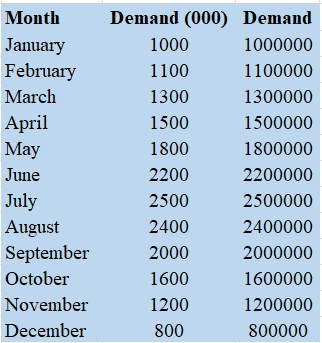 Month Demand (000) Demand
January 1000 1000000
February 1100 1100000
March 1300 1300000
April 1500 1500000
May 1800 1800000
June 2200 2200000
July 2500 2500000
August 2400 2400000
September 2000 2000000
October 1600 1600000
November 1200 1200000
December 800 800000